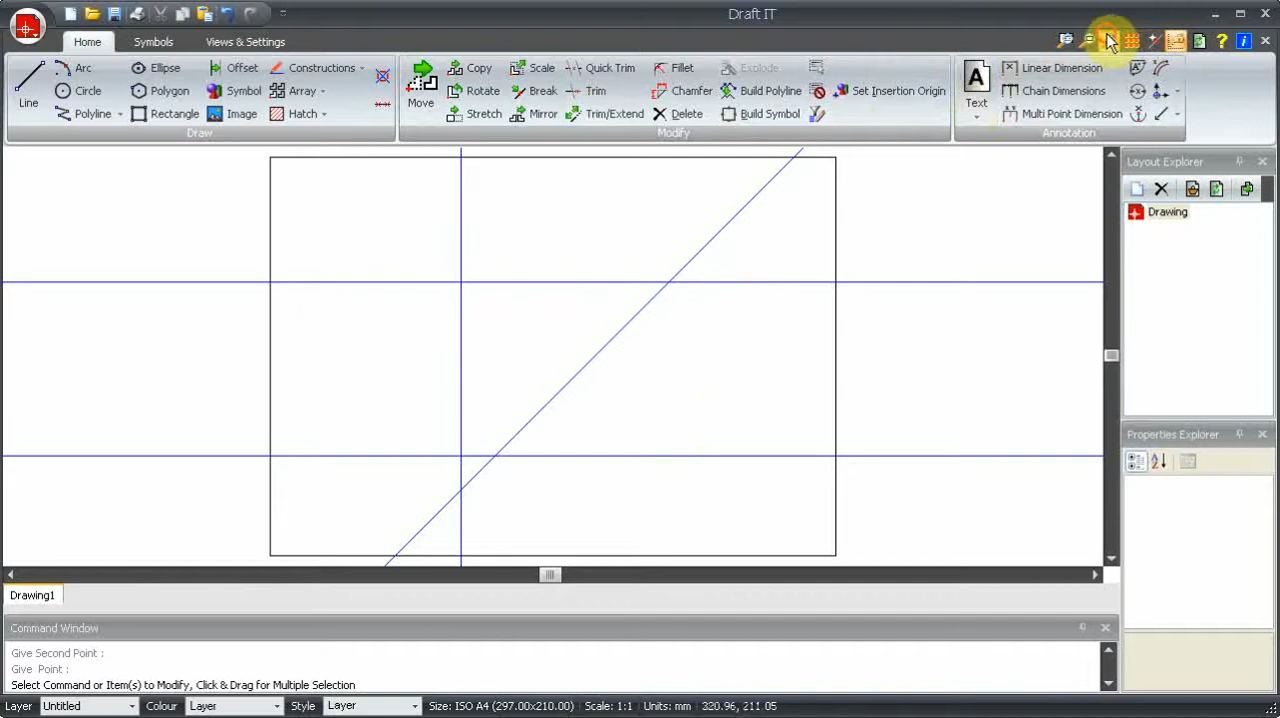 Draft IT
Home Symbols Views & Settings
Arc Ellipse Offset Constructions
Circle Polygon Symbol Array
Line Polyline Rectangle Image Hatch
Draw
Copy Scale Quick Trim Fillet Explode
Move Rotate Break Trim Chamfer Build Polyline Set Insertion Origin
Stretch Mirror Trim/Extend Delete Build Symbol
Modify
Text Linear Dimension
Chain Dimensions
Multi Point Dimension
Annotation
Layout Explorer
Drawing
Properties Explorer
Drawing1
Command Window
Give Second Point :
Give Point :
Select Command or Item(s) to Modify, Click & Drag for Multiple Selection
Layer Untitled Colour Layer Style Layer Size: ISO A4 (297.00x210.00) Scale: 1:1 Units: mm 320.96, 211.05